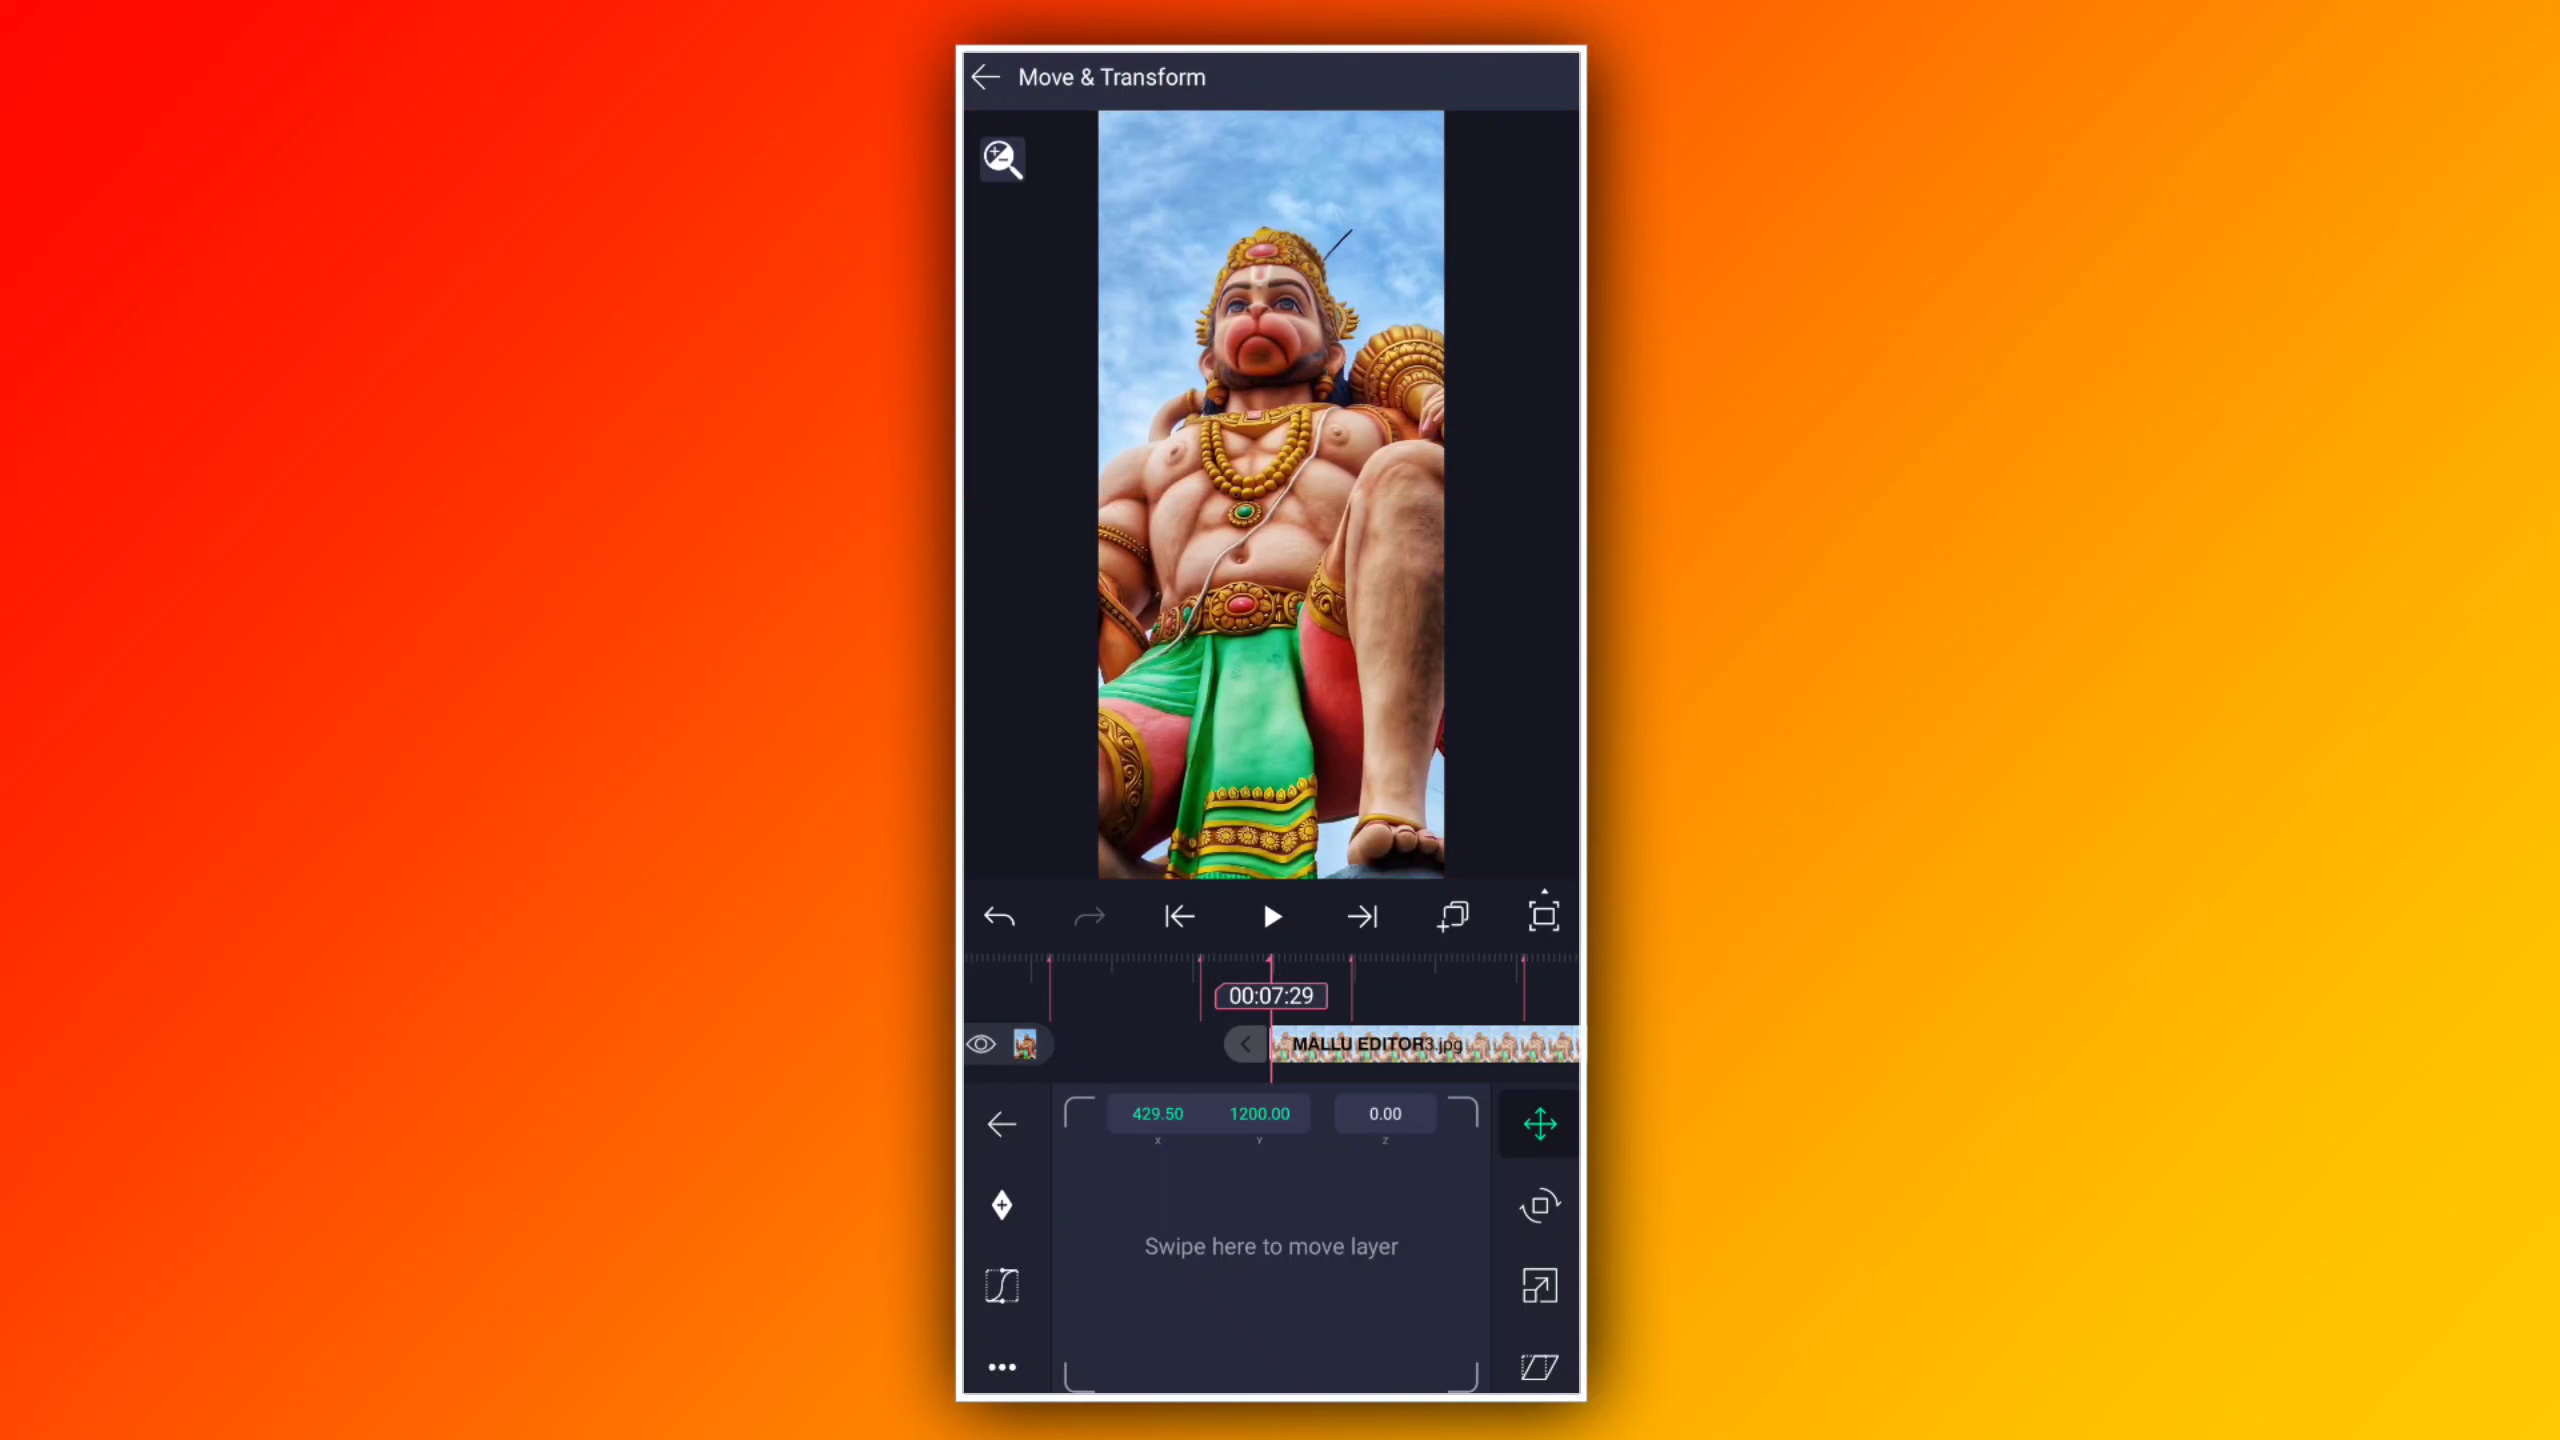 Move & Transform
00:07:29
MALLU EDITOR3.jpg
429.50 1200.00 0.00
X Y Z
Swipe here to move layer